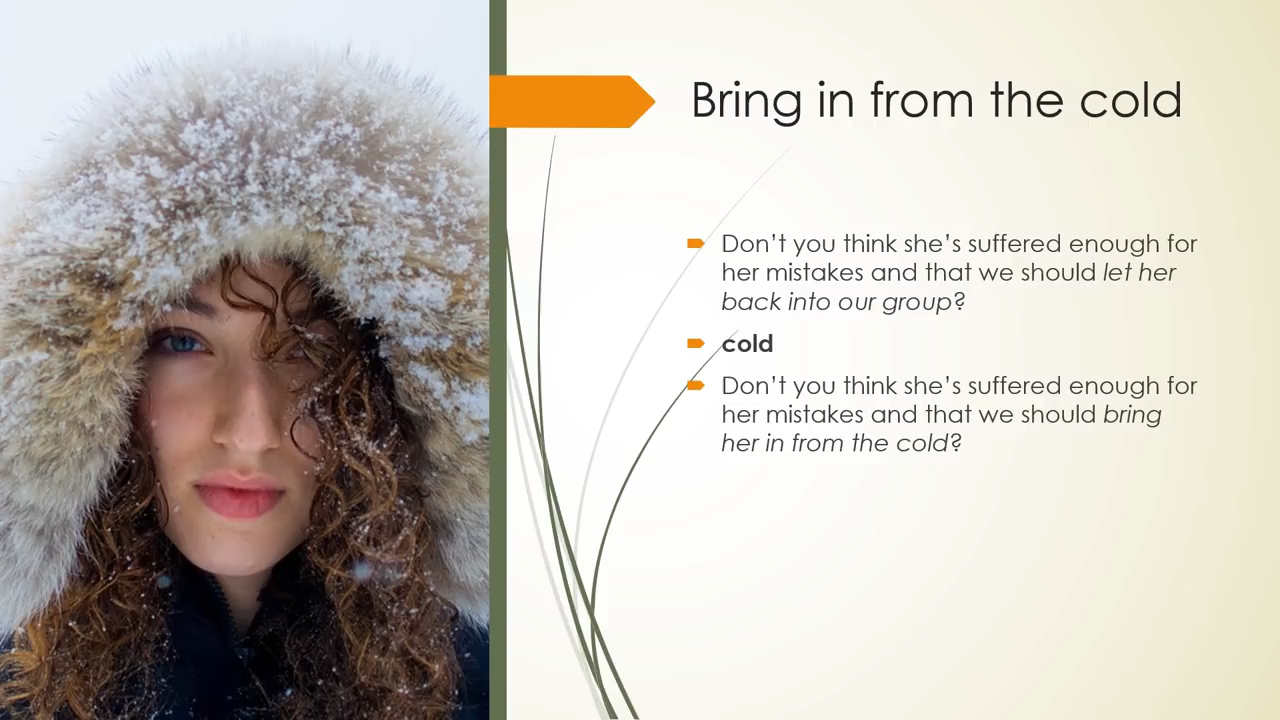 Bring in from the cold
Don’t you think she’s suffered enough for
her mistakes and that we should let her
back into our group?
cold
Don’t you think she’s suffered enough for
her mistakes and that we should bring
her in from the cold?